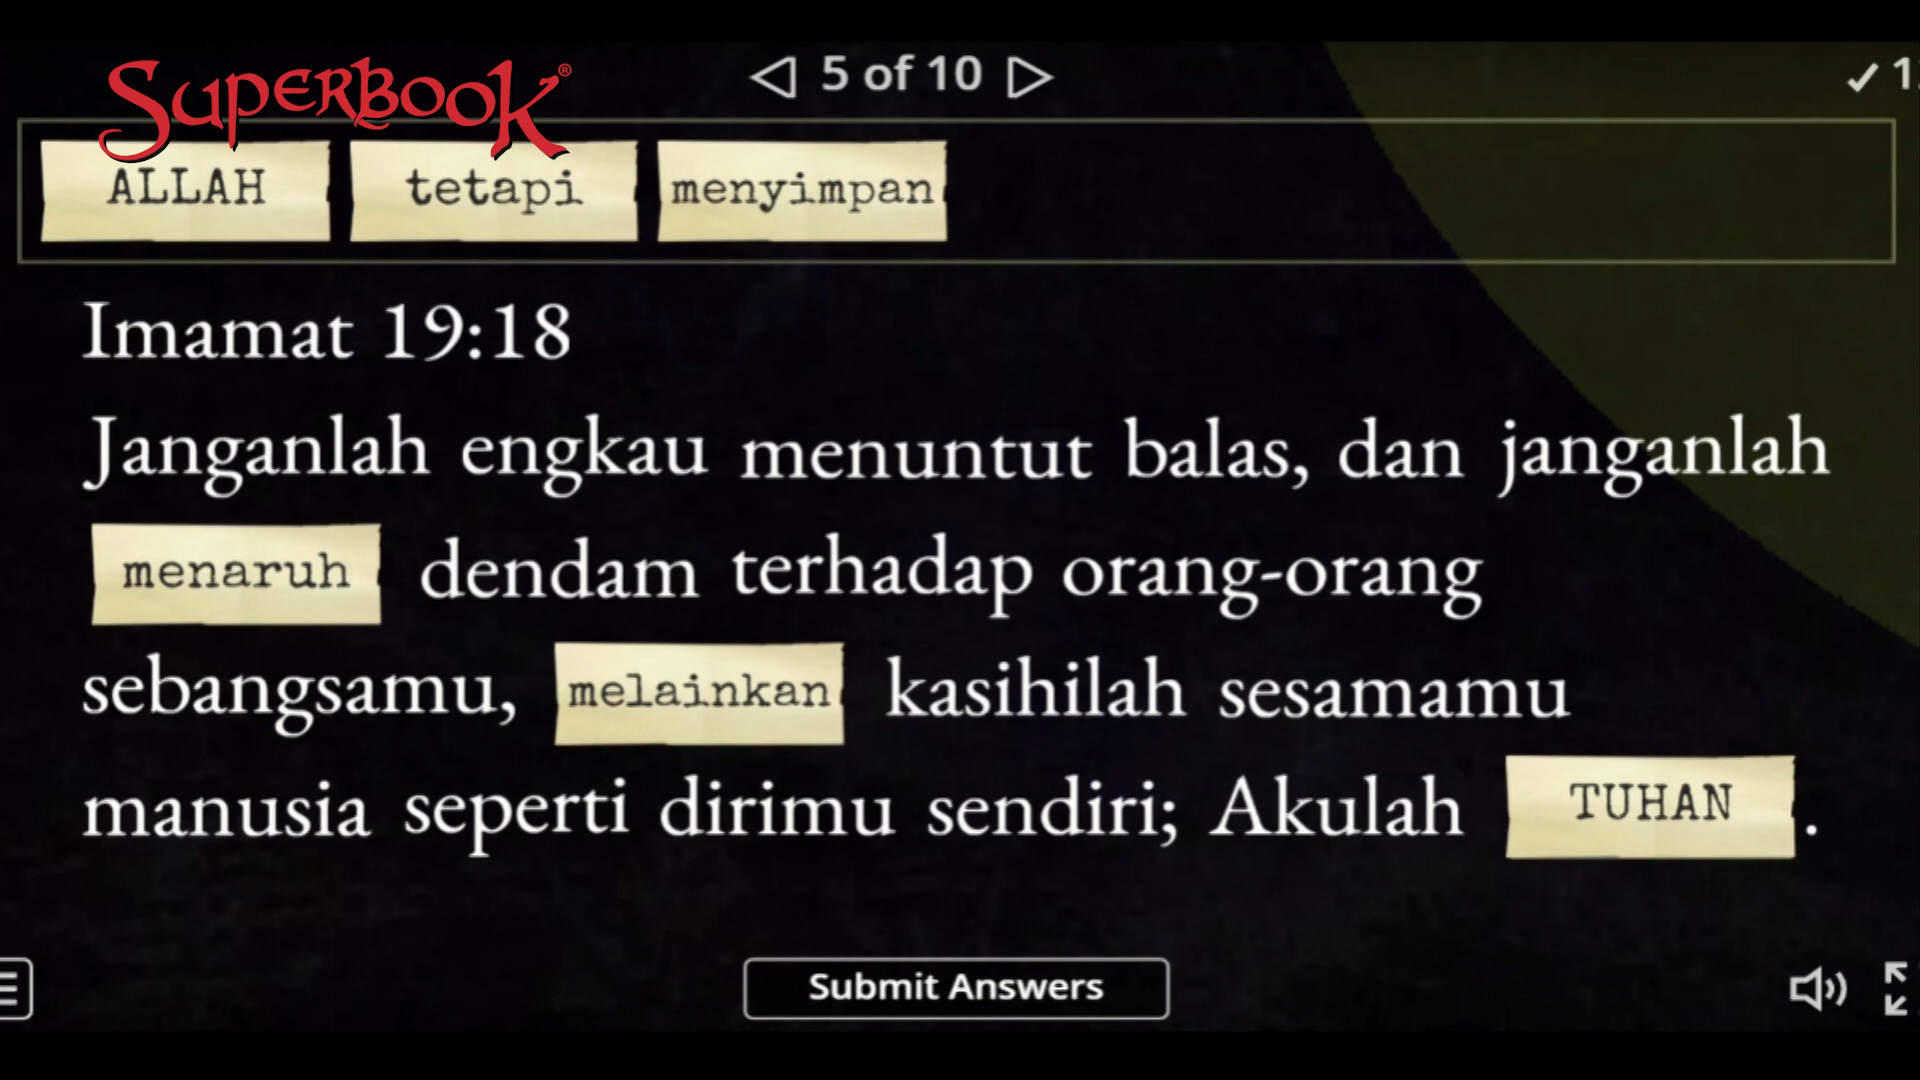 SUPERBOOK®
5 of 10
ALLAH tetapi menyimpan
Imamat 19:18
Janganlah engkau menuntut balas, dan janganlah
menaruh dendam terhadap orang-orang
sebangsamu, melainkan kasihilah sesamamu
manusia seperti dirimu sendiri; Akulah TUHAN .
Submit Answers